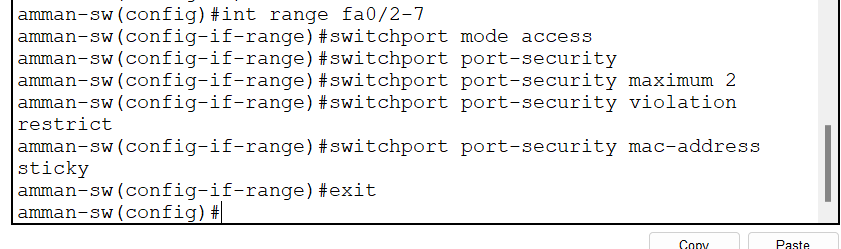 amman-sw(config)#int range fa0/2-7
amman-sw(config-if-range)#switchport mode access
amman-sw(config-if-range)#switchport port-security
amman-sw(config-if-range)#switchport port-security maximum 2
amman-sw(config-if-range)#switchport port-security violation
restrict
amman-sw(config-if-range)#switchport port-security mac-address
sticky
amman-sw(config-if-range)#exit
amman-sw(config)#
Copy Paste